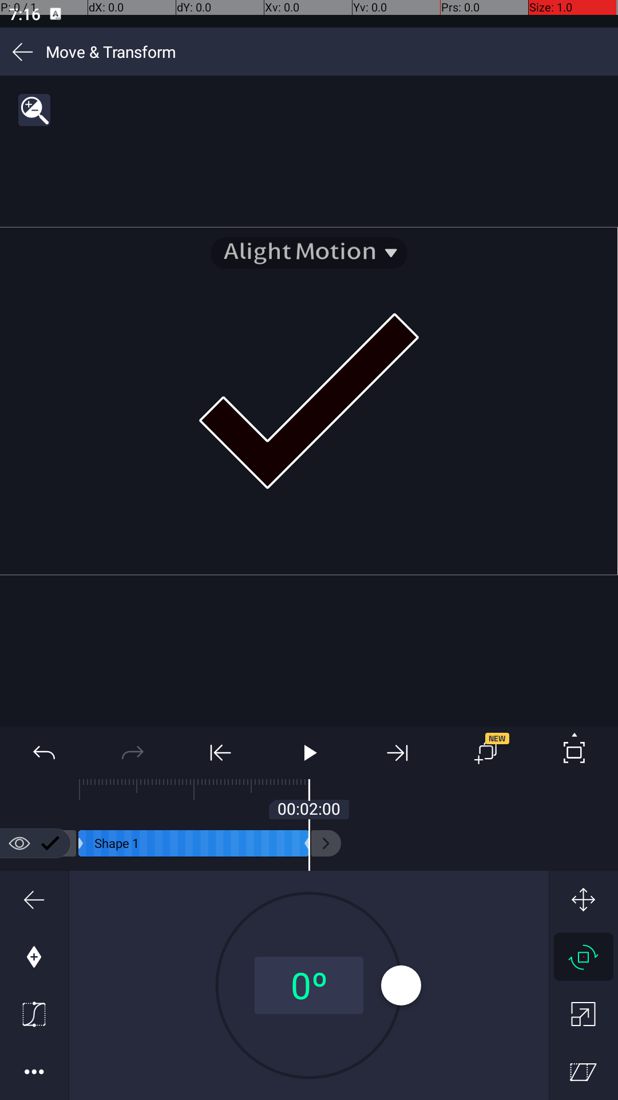 P: 0 / 1 dX: 0.0 dY: 0.0 Xv: 0.0 Yv: 0.0 Prs: 0.0 Size: 1.0
7:16 A
Move & Transform
Alight Motion
NEW
00:02:00
Shape 1
0º